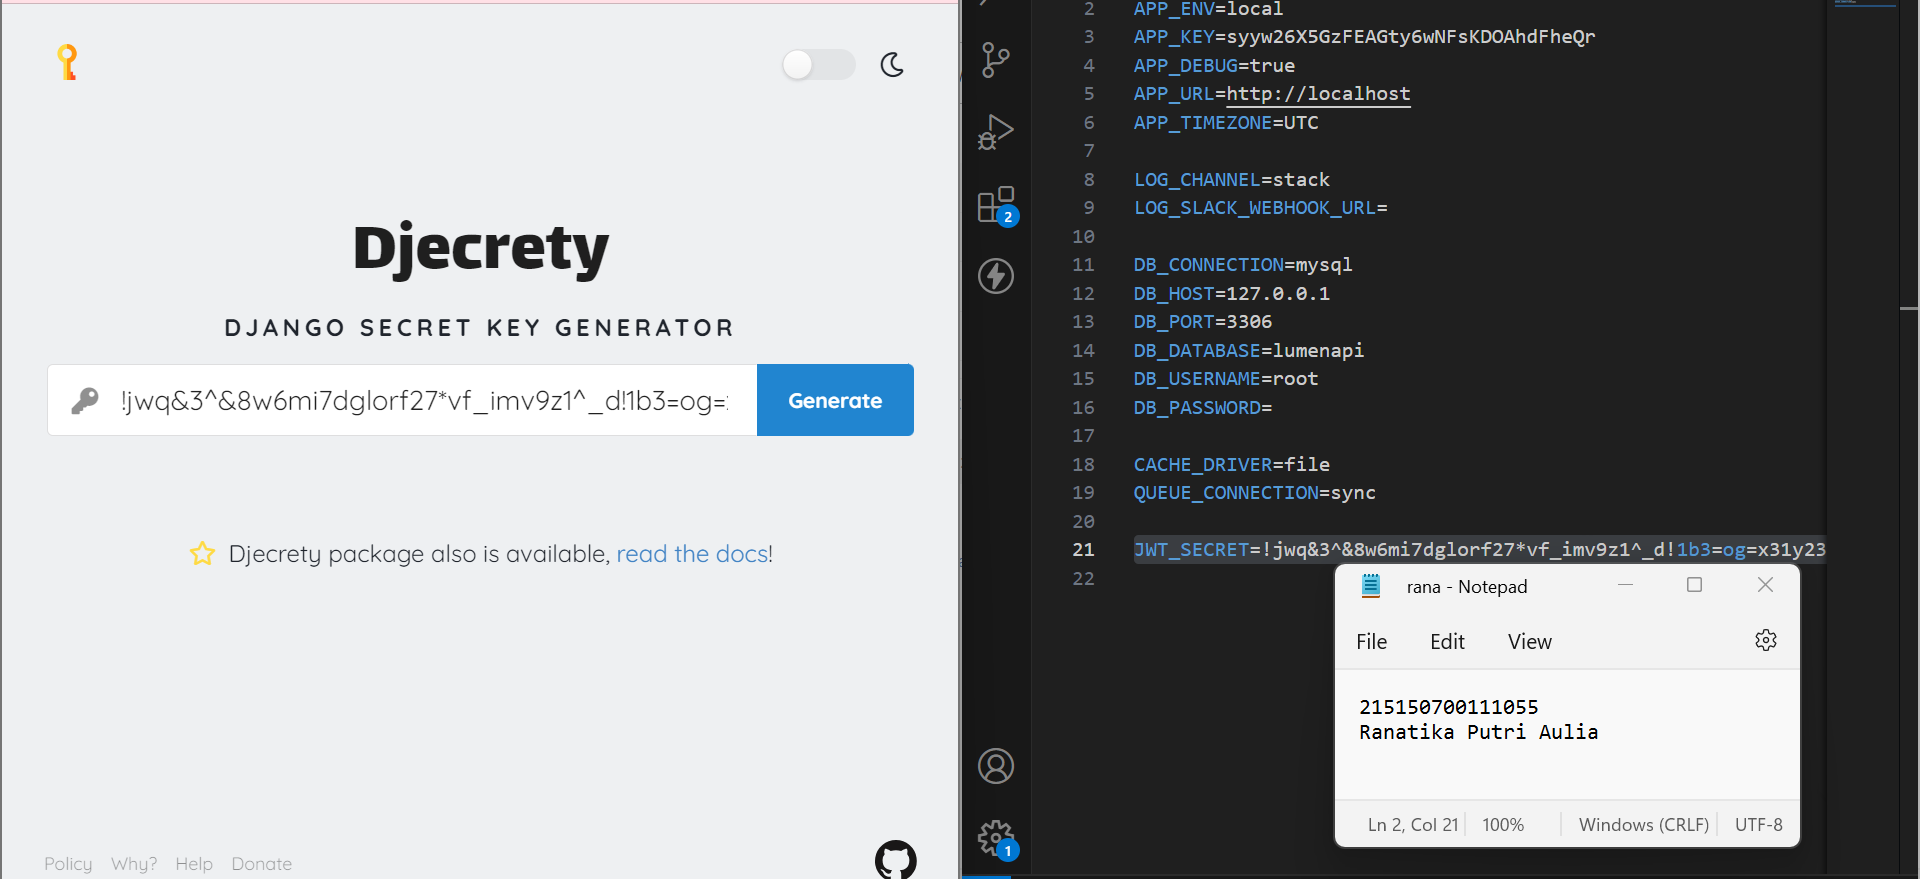 Djecrety
DJANGO SECRET KEY GENERATOR
!jwq&3^&8w6mi7dglorf27*vf_imv9z1^_d!1b3=og=
Generate
Djecrety package also is available, read the docs!
Policy Why? Help Donate
2
1
2 APP_ENV=local
3 APP_KEY=syyw26X5GzFEAGty6wNFsKDOAhdFheQr
4 APP_DEBUG=true
5 APP_URL=http://localhost
6 APP_TIMEZONE=UTC
7
8 LOG_CHANNEL=stack
9 LOG_SLACK_WEBHOOK_URL=
10
11 DB_CONNECTION=mysql
12 DB_HOST=127.0.0.1
13 DB_PORT=3306
14 DB_DATABASE=lumenapi
15 DB_USERNAME=root
16 DB_PASSWORD=
17
18 CACHE_DRIVER=file
19 QUEUE_CONNECTION=sync
20
21 JWT_SECRET=!jwq&3^&8w6mi7dglorf27*vf_imv9z1^_d!1b3=og=x31y23
22
rana - Notepad
File Edit View
215150700111055
Ranatika Putri Aulia
Ln 2, Col 21 100% Windows (CRLF) UTF-8